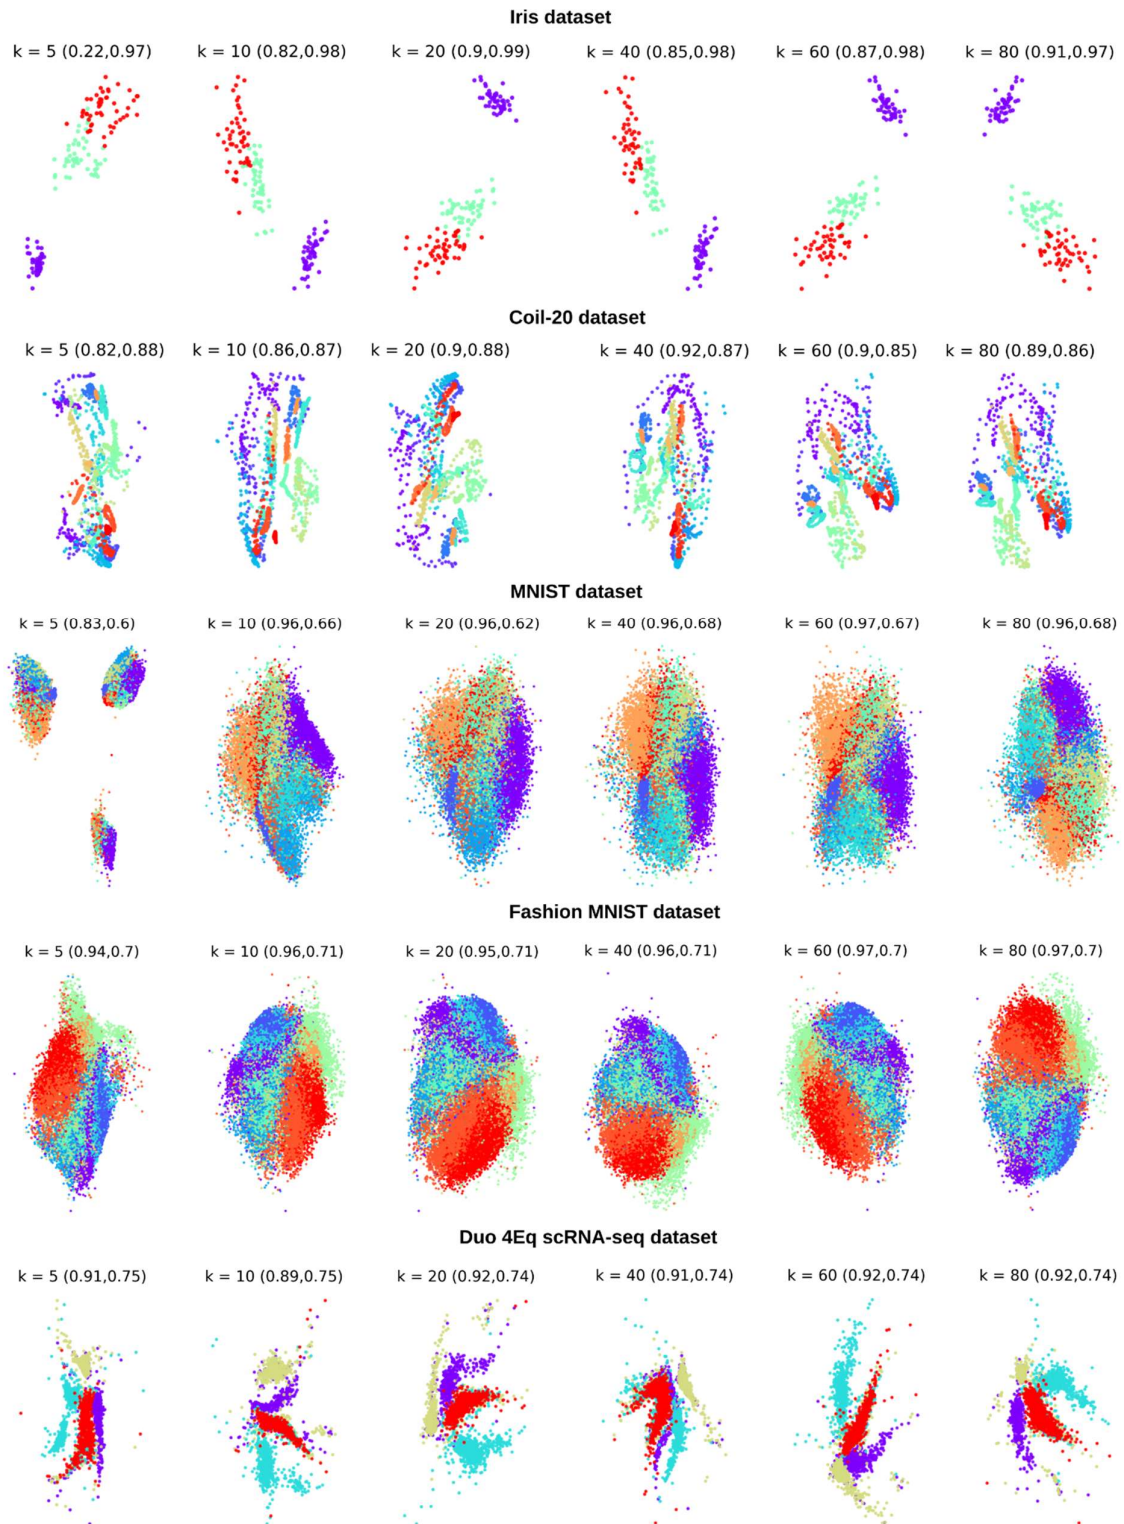 Iris dataset
k = 5 (0.22,0.97) k = 10 (0.82,0.98) k = 20 (0.9,0.99) k = 40 (0.85,0.98) k = 60 (0.87,0.98) k = 80 (0.91,0.97)
Coil-20 dataset
k = 5 (0.82,0.88) k = 10 (0.86,0.87) k = 20 (0.9,0.88) k = 40 (0.92,0.87) k = 60 (0.9,0.85) k = 80 (0.89,0.86)
MNIST dataset
k = 5 (0.83,0.6) k = 10 (0.96,0.66) k = 20 (0.96,0.62) k = 40 (0.96,0.68) k = 60 (0.97,0.67) k = 80 (0.96,0.68)
Fashion MNIST dataset
k = 5 (0.94,0.7) k = 10 (0.96,0.71) k = 20 (0.95,0.71) k = 40 (0.96,0.71) k = 60 (0.97,0.7) k = 80 (0.97,0.7)
Duo 4Eq scRNA-seq dataset
k = 5 (0.91,0.75) k = 10 (0.89,0.75) k = 20 (0.92,0.74) k = 40 (0.91,0.74) k = 60 (0.92,0.74) k = 80 (0.92,0.74)